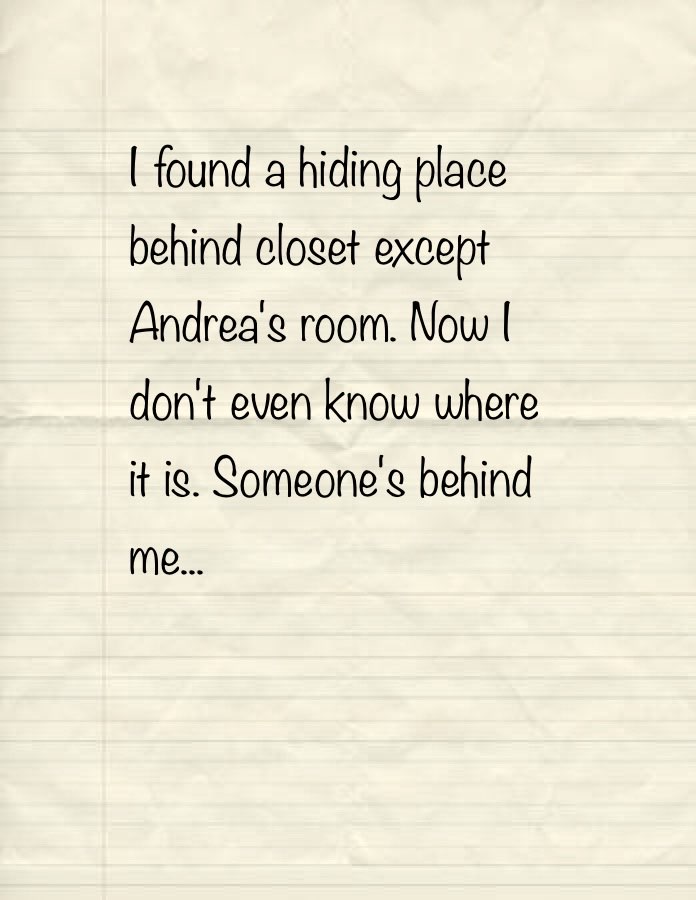 I found a hiding place
behind closet except
Andrea's room. Now I
don't even know where
it is. Someone's behind
me...